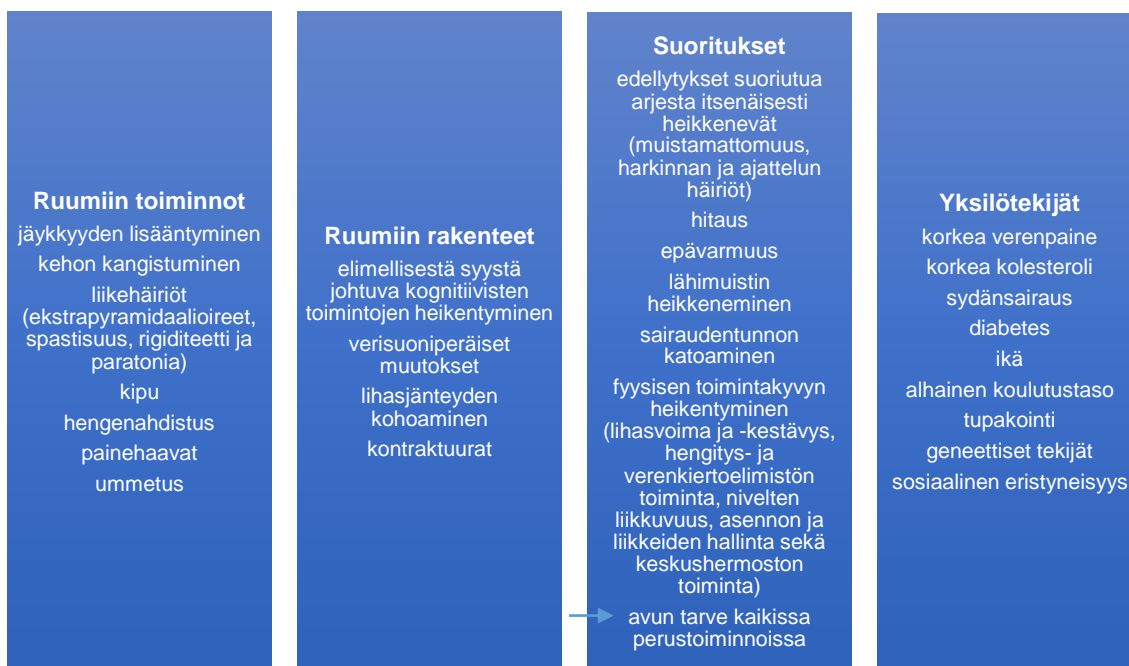 Ruumiin toiminnot
jäykkyyden lisääntyminen
kehon kangistuminen
liikehäiriöt
(ekstrapyramidaalioireet,
spastisuus, rigiditeetti ja
paratonia)
kipu
hengenahdistus
painehaavat
ummetus
Ruumiin rakenteet
elimellisestä syystä
johtuva kognitiivisten
toimintojen heikentyminen
verisuoniperäiset
muutokset
lihasjänteyden
kohoaminen
kontraktuurat
Suoritukset
edellytykset suoriutua
arjesta itsenäisesti
heikkenevät
(muistamattomuus,
harkinnan ja ajattelun
häiriöt)
hitaus
epävarmuus
lähimuistin
heikkeneminen
sairaudentunnon
katoaminen
fyysisen toimintakyvyn
heikentyminen
(lihasvoima ja -kestävys,
hengitys- ja
verenkiertoelimistön
toiminta, nivelten
liikkuvuus, asennon ja
liikkeiden hallinta sekä
keskushermoston
toiminta)
avun tarve kaikissa
perustoiminnoissa
Yksilötekijät
korkea verenpaine
korkea kolesteroli
sydänsairaus
diabetes
ikä
alhainen koulutustaso
tupakointi
geneettiset tekijät
sosiaalinen eristyneisyys